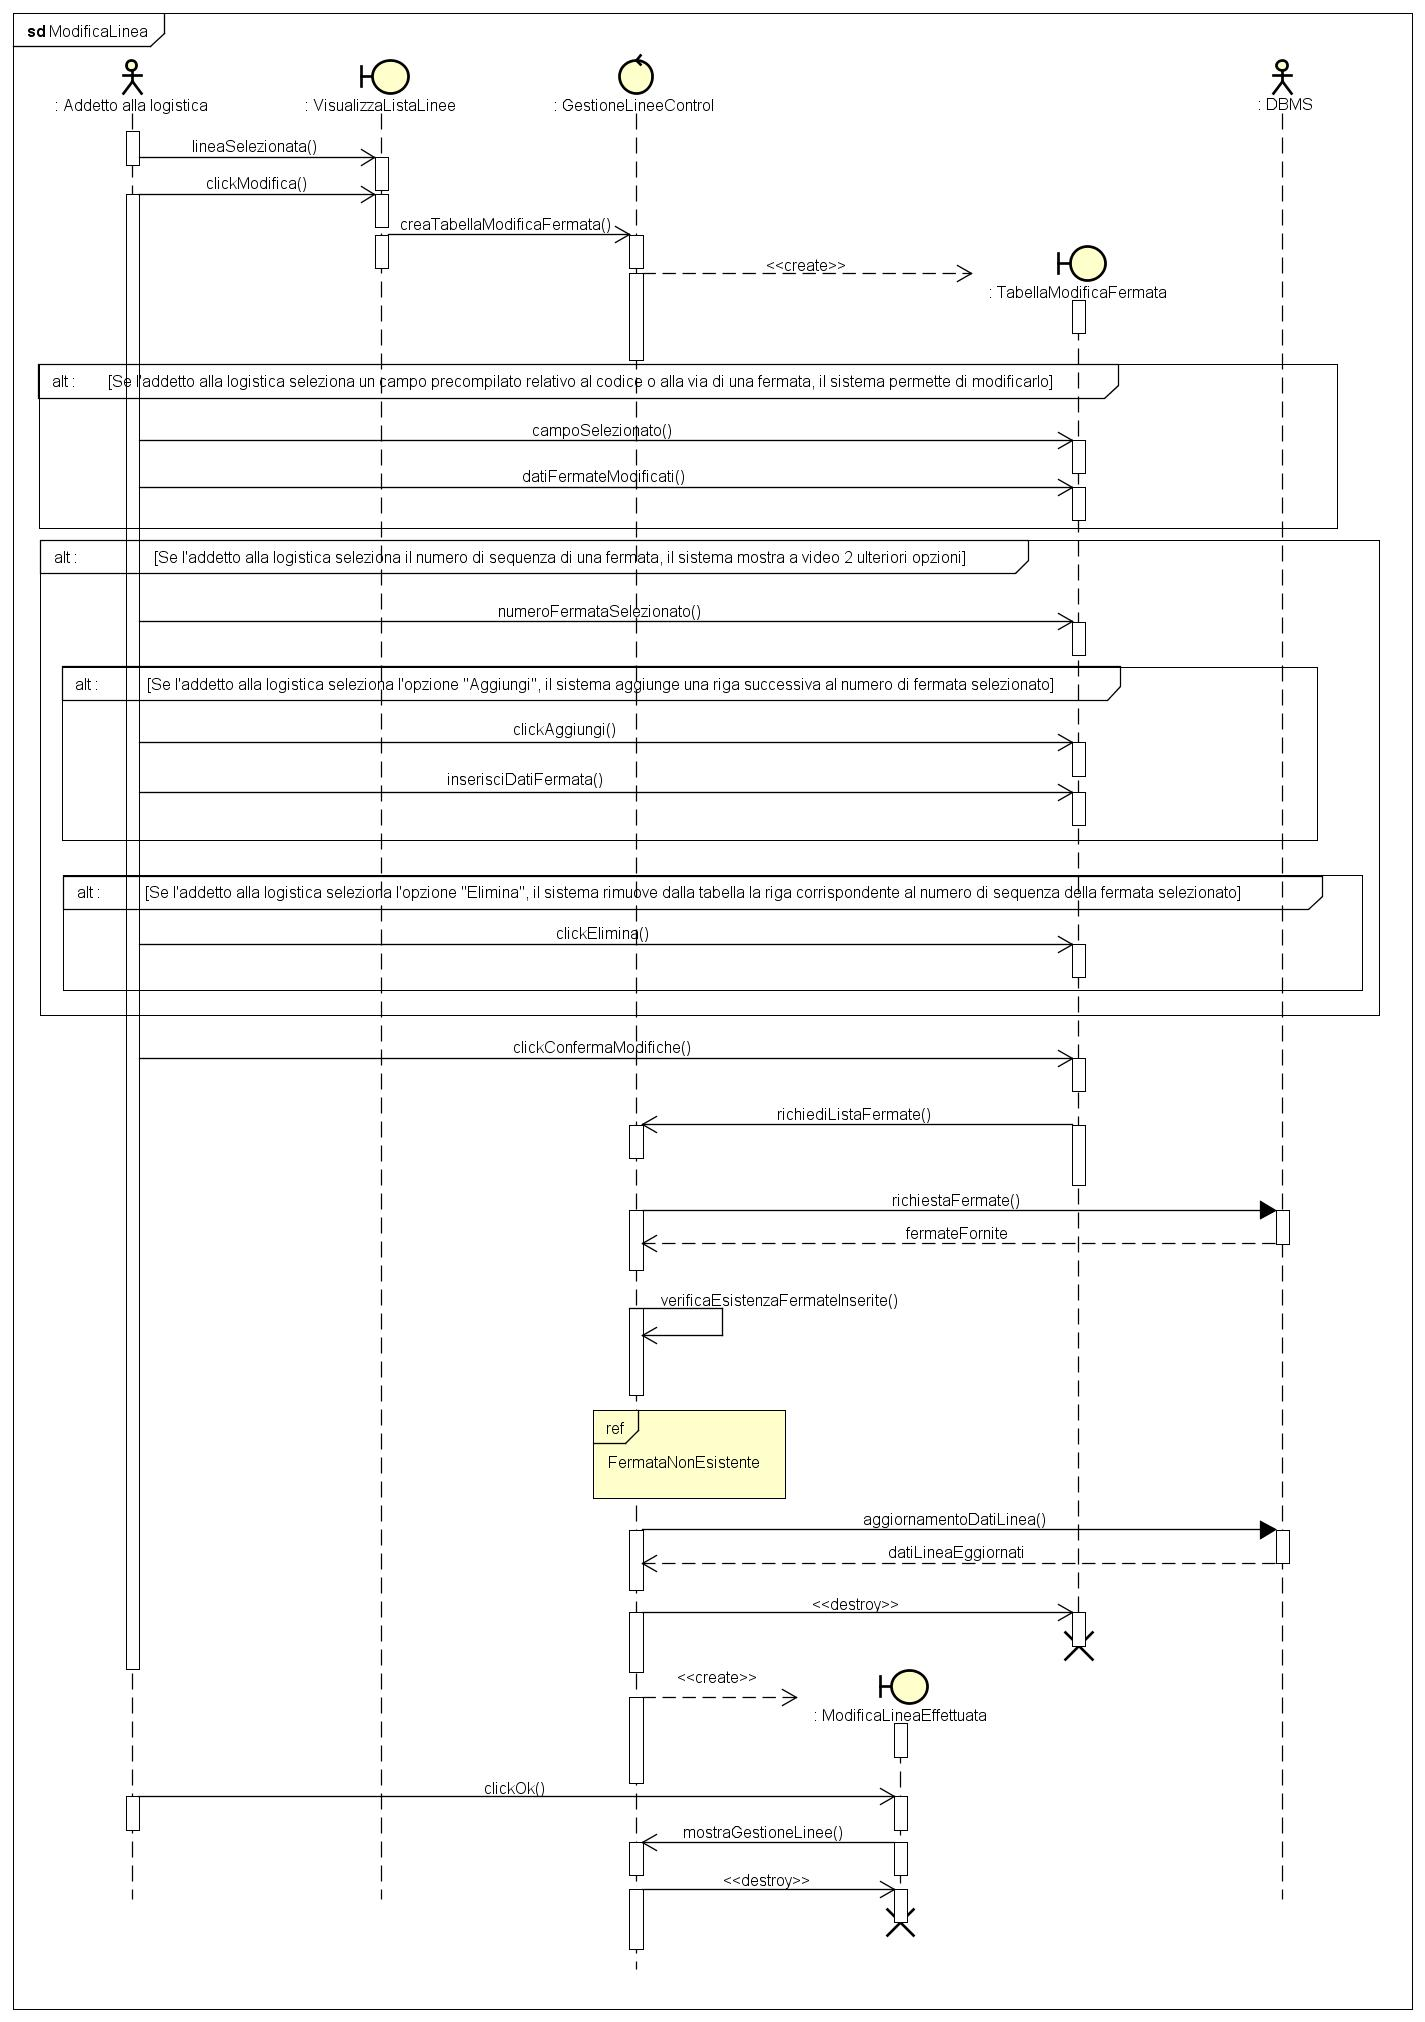 sd ModificaLinea
: Addetto alla logistica
: VisualizzaListaLinee
: GestioneLineeControl
: DBMS
lineaSelezionata()
clickModifica()
creaTabellaModificaFermata()
<<create>>
: TabellaModificaFermata
alt : [Se l'addetto alla logistica seleziona un campo precompilato relativo al codice o alla via di una fermata, il sistema permette di modificarlo]
campoSelezionato()
datiFermateModificati()
alt : [Se l'addetto alla logistica seleziona il numero di sequenza di una fermata, il sistema mostra a video 2 ulteriori opzioni]
numeroFermataSelezionato()
alt : [Se l'addetto alla logistica seleziona l'opzione "Aggiungi", il sistema aggiunge una riga successiva al numero di fermata selezionato]
clickAggiungi()
inserisciDatiFermata()
alt : [Se l'addetto alla logistica seleziona l'opzione "Elimina", il sistema rimuove dalla tabella la riga corrispondente al numero di sequenza della fermata selezionato]
clickElimina()
clickConfermaModifiche()
richiediListaFermate()
richiestaFermate()
fermateFornite
verificaEsistenzaFermateInserite()
ref
FermataNonEsistente
aggiornamentoDatiLinea()
datiLineaEggiornati
<<destroy>>
<<create>>
: ModificaLineaEffettuata
clickOk()
mostraGestioneLinee()
<<destroy>>